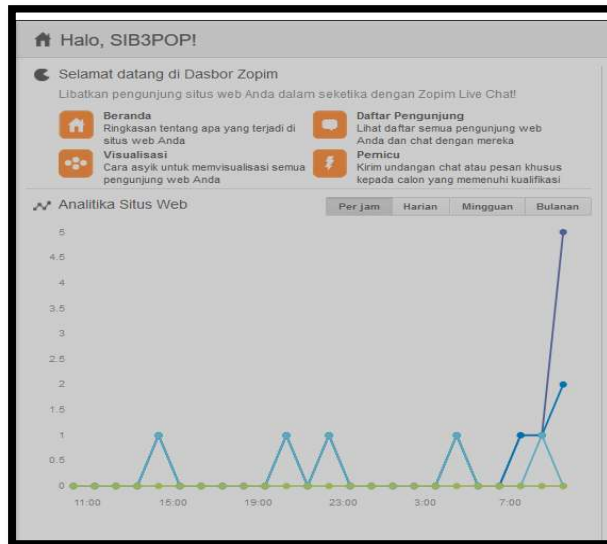 Halo, SIB3POP!
Selamat datang di Dasbor Zopim
Libatkan pengunjung situs web Anda dalam seketika dengan Zopim Live Chat!
Beranda
Ringkasan tentang apa yang terjadi di
situs web Anda
Daftar Pengunjung
Lihat daftar semua pengunjung web
Anda dan chat dengan mereka
Visualisasi
Cara asyik untuk memvisualisasi semua
pengunjung web Anda
Pemicu
Kirim undangan chat atau pesan khusus
kepada calon yang memenuhi kualifikasi
Analitika Situs Web
Per jam Harian Mingguan Bulanan
5
4.5
4
3.5
3
2.5
2
1.5
1
0.5
0
11:00 15:00 19:00 23:00 3:00 7:00